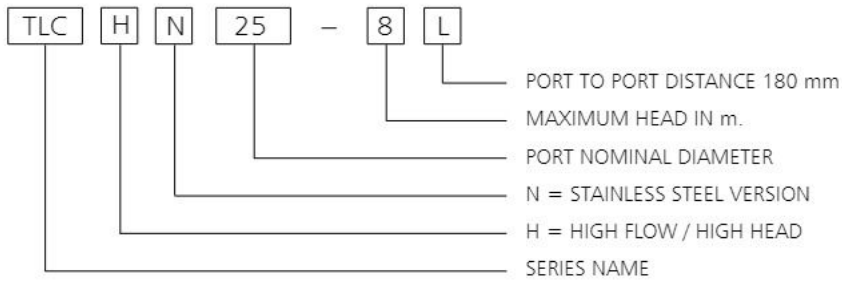 TLC H N 25 – 8 L
PORT TO PORT DISTANCE 180 mm
MAXIMUM HEAD IN m.
PORT NOMINAL DIAMETER
N = STAINLESS STEEL VERSION
H = HIGH FLOW / HIGH HEAD
SERIES NAME